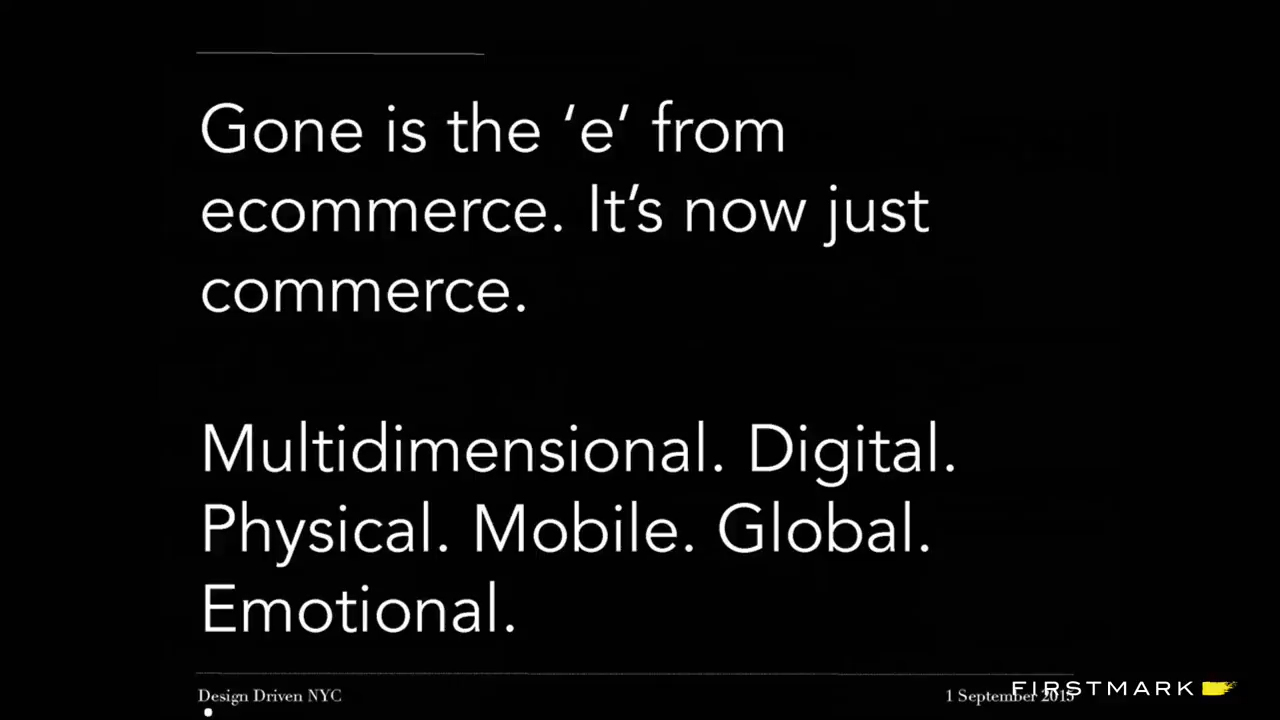 Gone is the ‘e’ from
ecommerce. It’s now just
commerce.
Multidimensional. Digital.
Physical. Mobile. Global.
Emotional.
Design Driven NYC
1 September 2015
FIRSTMARK